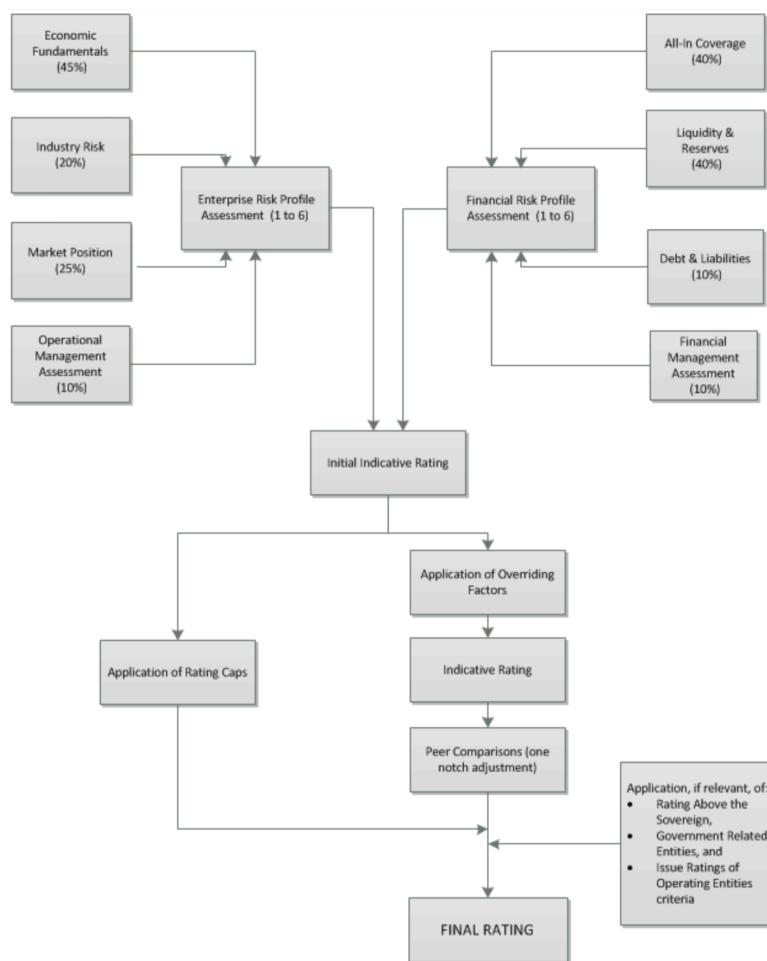 Economic
Fundamentals
(45%)
All-In Coverage
(40%)
Industry Risk
(20%)
Liquidity &
Reserves
(40%)
Enterprise Risk Profile
Assessment (1 to 6)
Financial Risk Profile
Assessment (1 to 6)
Market Position
(25%)
Debt & Liabilities
(10%)
Operational
Management
Assessment
(10%)
Financial
Management
Assessment
(10%)
Initial Indicative Rating
Application of Overriding
Factors
Application of Rating Caps
Indicative Rating
Peer Comparisons (one
notch adjustment)
Application, if relevant, of:
• Rating Above the
Sovereign,
• Government Related
Entities, and
• Issue Ratings of
Operating Entities
criteria
FINAL RATING